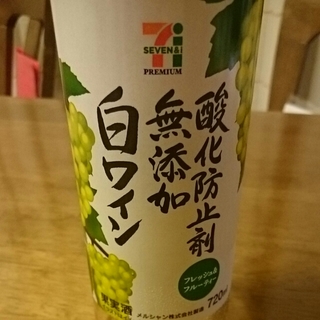 7i
SEVEN&i
PREMIUM
酸化防止剤
無添加
白ワイン
フレッシュ&
フルーティー
果実酒
720
メルシャン株式会社製造